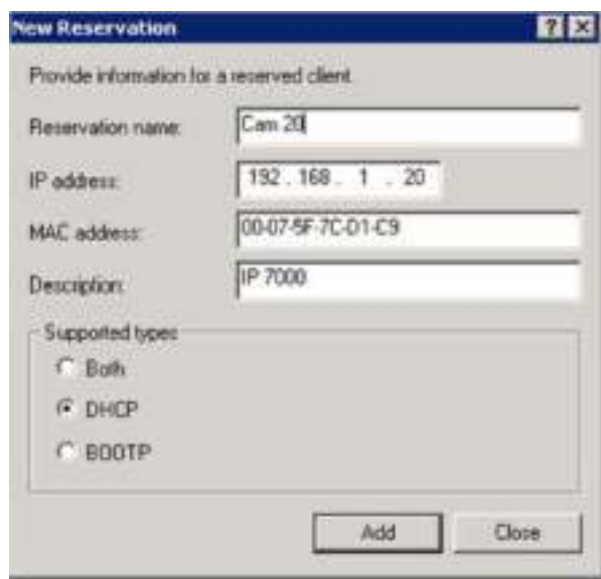 New Reservation
Provide information for a reserved client.
Reservation name: Cam 20
IP address: 192 . 168 . 1 . 20
MAC address: 00-07-5F-7C-D1-C9
Description: IP 7000
Supported types
Both
DHCP
BOOTP
Add Close